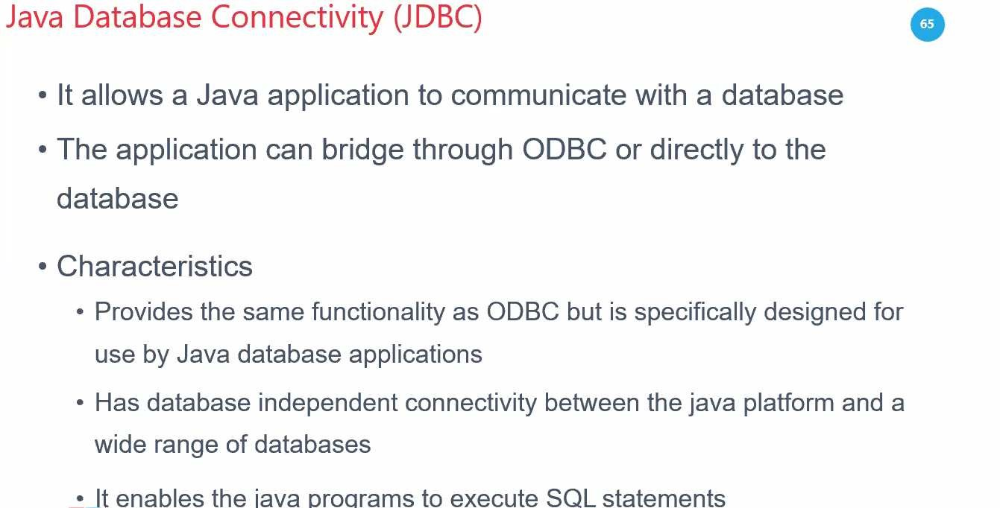 Java Database Connectivity (JDBC)
65
• It allows a Java application to communicate with a database
• The application can bridge through ODBC or directly to the
database
• Characteristics
• Provides the same functionality as ODBC but is specifically designed for
use by Java database applications
• Has database independent connectivity between the java platform and a
wide range of databases
• It enables the java programs to execute SQL statements